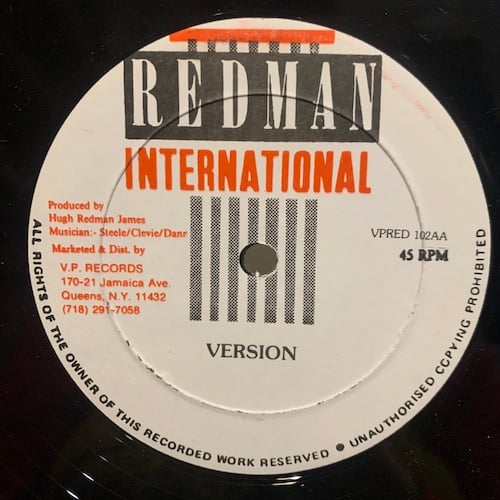 REDMAN
INTERNATIONAL
Produced by
Hugh Redman James
Musician:- Steele/Clevie/Danr
Marketed & Dist. by
V.P. RECORDS
170-21 Jamaica Ave.
Queens, N.Y. 11432
(718) 291-7058
VPRED 102AA
45 RPM
VERSION
ALL RIGHTS OF THE OWNER OF THIS RECORDED WORK RESERVED ● UNAUTHORISED COPYING PROHIBITED